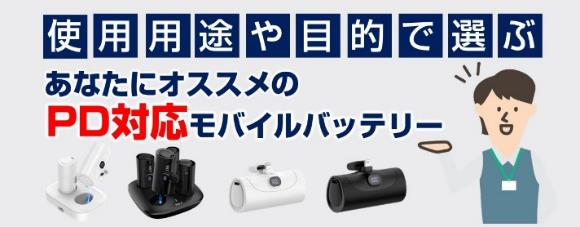 使用用途や目的で選ぶ
あなたにオススメの
PD対応モバイルバッテリー